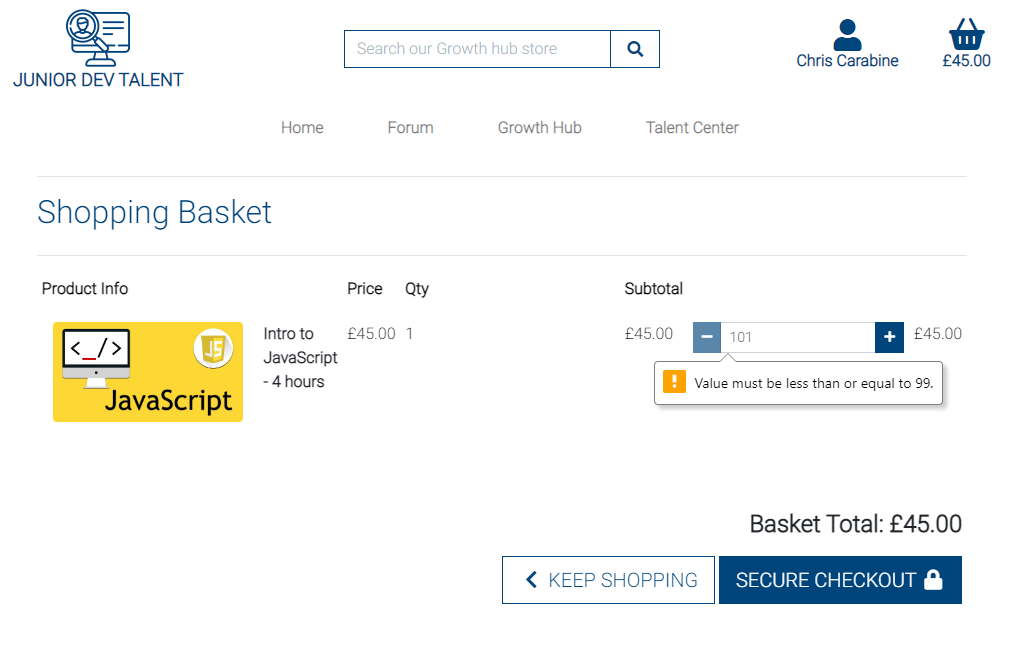 JUNIOR DEV TALENT
Search our Growth hub store
Chris Carabine
£45.00
Home Forum Growth Hub Talent Center
Shopping Basket
Product Info Price Qty Subtotal
<_/>
JS
JavaScript
Intro to
JavaScript
- 4 hours
£45.00 1 £45.00 − 101 + £45.00
! Value must be less than or equal to 99.
Basket Total: £45.00
KEEP SHOPPING SECURE CHECKOUT